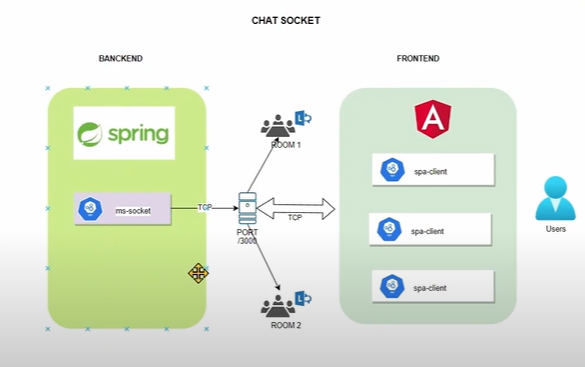 CHAT SOCKET
BANCKEND
FRONTEND
spring
ROOM 1
spa-client
ms-socket
TCP
TCP
PORT
/3000
spa-client
Users
spa-client
ROOM 2